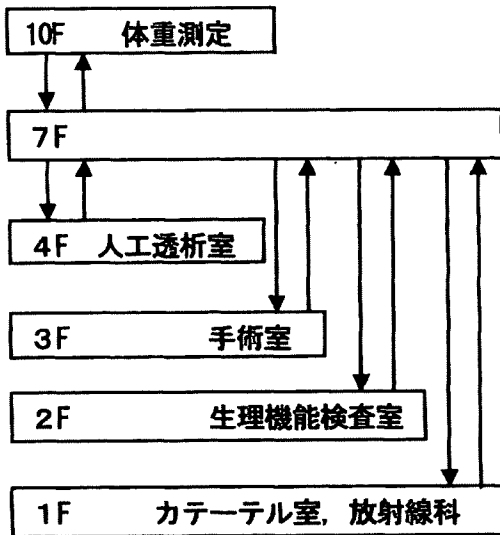 10F 体重測定
7F
4F 人工透析室
3F 手術室
2F 生理機能検査室
1F カテーテル室, 放射線科